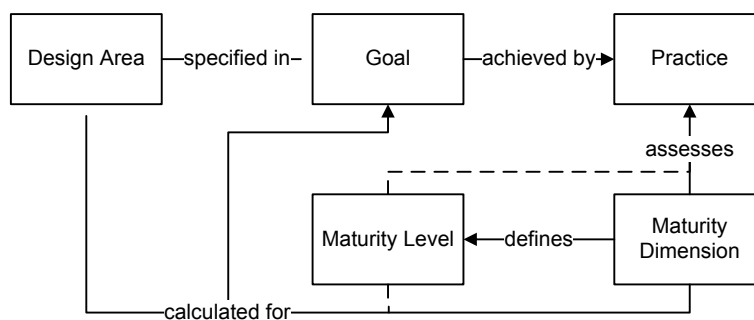 Design Area
specified in
Goal
achieved by
Practice
assesses
Maturity Level
defines
Maturity
Dimension
calculated for